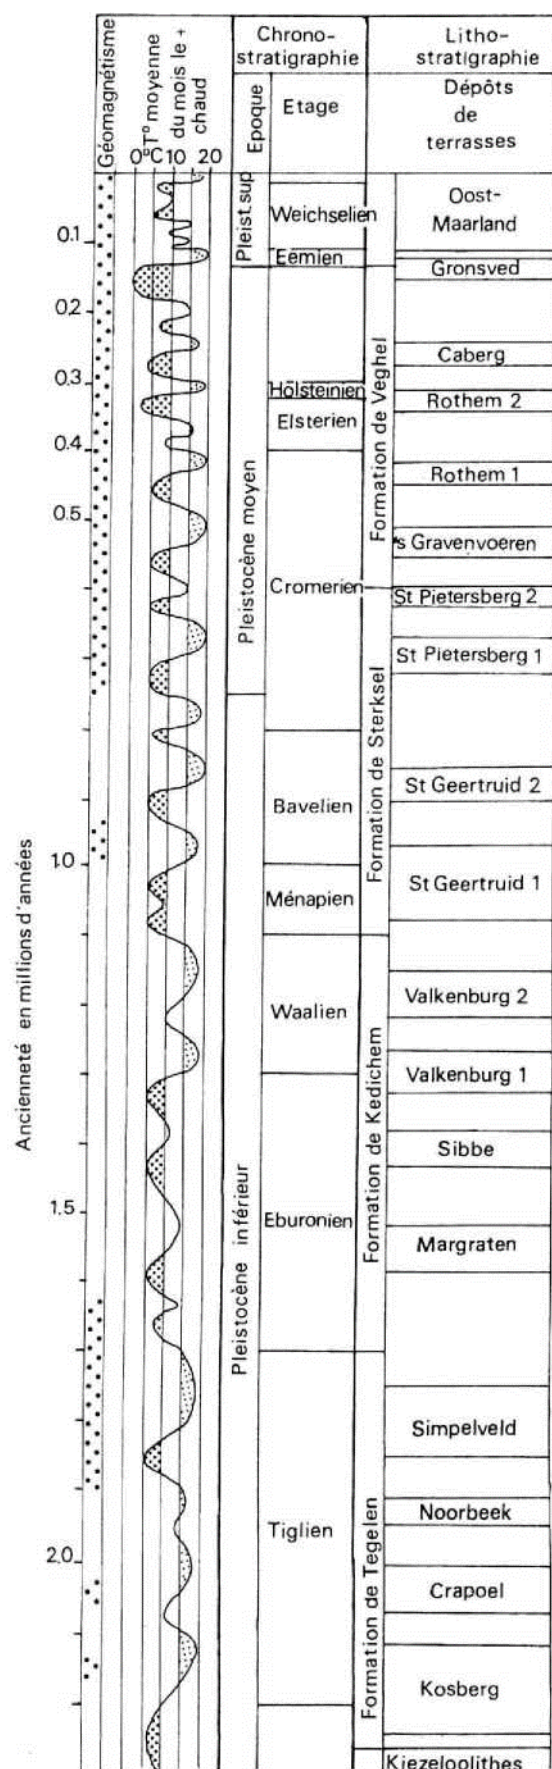 Géomagnétisme
T° moyenne
du mois le +
chaud
0° °C 10 20
Chrono-
stratigraphie
Epoque
Etage
Litho-
stratigraphie
Dépôts
de
terrasses
Ancienneté en millions d'années
0.1
0.2
0.3
0.4
0.5
1.0
1.5
2.0
Pleist.sup
Pleistocène moyen
Pleistocène inférieur
Weichselien
Eemien
Holsteinien
Elsterien
Cromerien
Bavelien
Ménapien
Waalien
Eburonien
Tiglien
Formation de Veghel
Formation de Sterksel
Formation de Kedichem
Formation de Tegelen
Oost-
Maarland
Gronsved
Caberg
Rothem 2
Rothem 1
's Gravenvoeren
St Pietersberg 2
St Pietersberg 1
St Geertruid 2
St Geertruid 1
Valkenburg 2
Valkenburg 1
Sibbe
Margraten
Simpelveld
Noorbeek
Crapoel
Kosberg
Kiezeloolithes